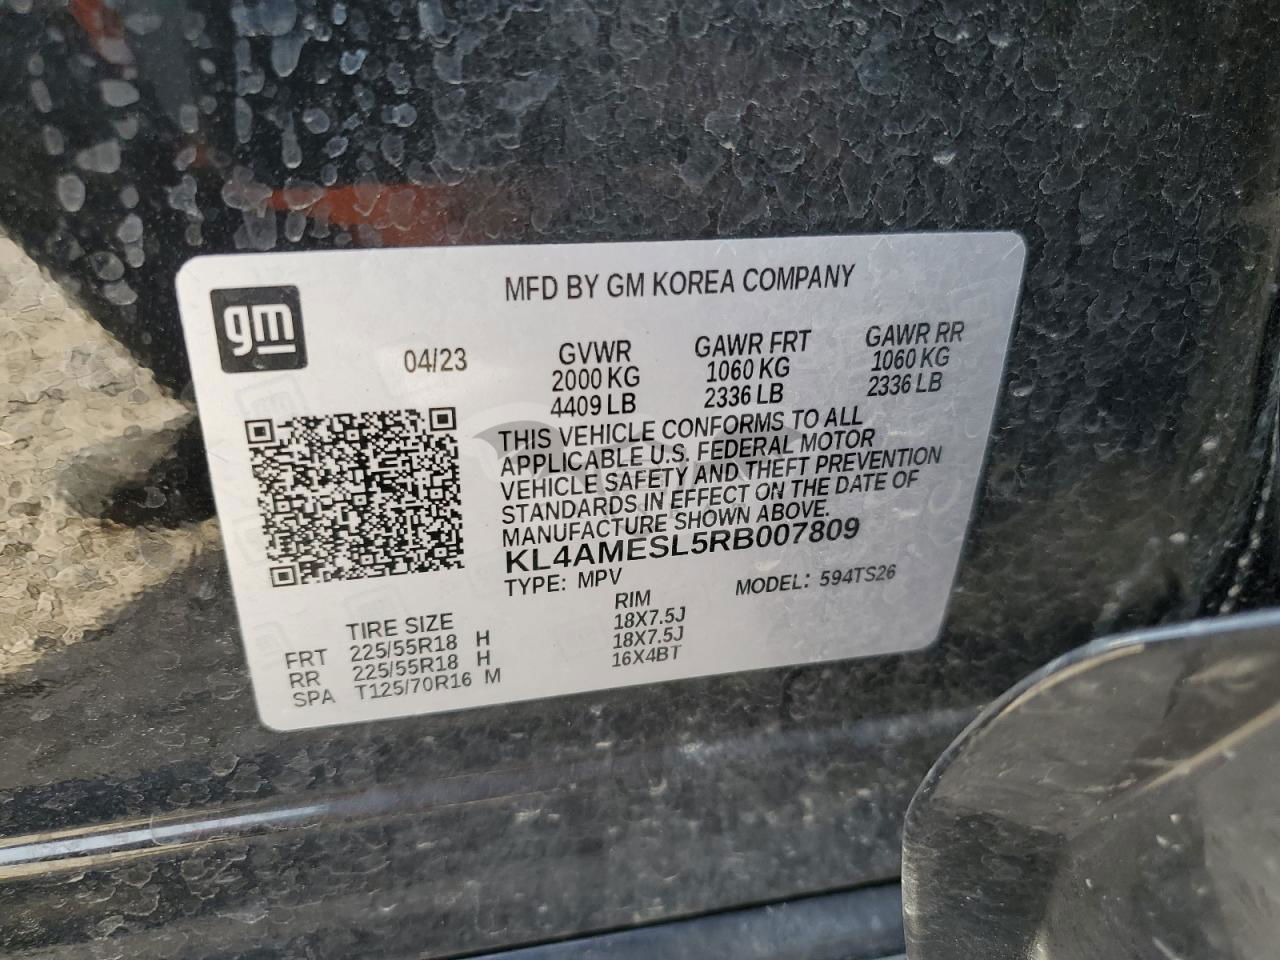 MFD BY GM KOREA COMPANY
gm
04/23
GVWR GAWR FRT GAWR RR
2000 KG 1060 KG 1060 KG
4409 LB 2336 LB 2336 LB
THIS VEHICLE CONFORMS TO ALL
APPLICABLE U.S. FEDERAL MOTOR
VEHICLE SAFETY AND THEFT PREVENTION
STANDARDS IN EFFECT ON THE DATE OF
MANUFACTURE SHOWN ABOVE.
KL4AMESL5RB007809
TYPE: MPV MODEL: 594TS26
TIRE SIZE RIM
FRT 225/55R18 H 18X7.5J
RR 225/55R18 H 18X7.5J
SPA T125/70R16 M 16X4BT